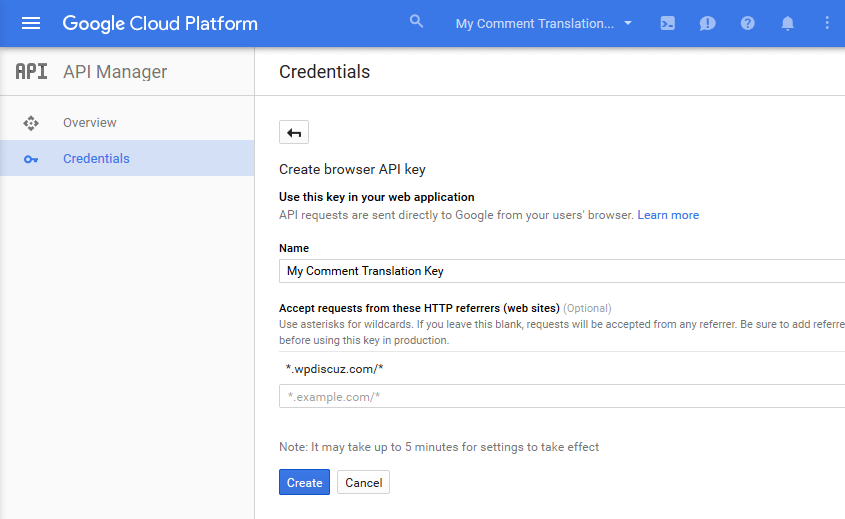 Google Cloud Platform
My Comment Translation...
API API Manager
Credentials
Overview
Credentials
Create browser API key
Use this key in your web application
API requests are sent directly to Google from your users' browser. Learn more
Name
My Comment Translation Key
Accept requests from these HTTP referrers (web sites) (Optional)
Use asterisks for wildcards. If you leave this blank, requests will be accepted from any referrer. Be sure to add referre
before using this key in production.
*.wpdiscuz.com/*
*.example.com/*
Note: It may take up to 5 minutes for settings to take effect
Create Cancel